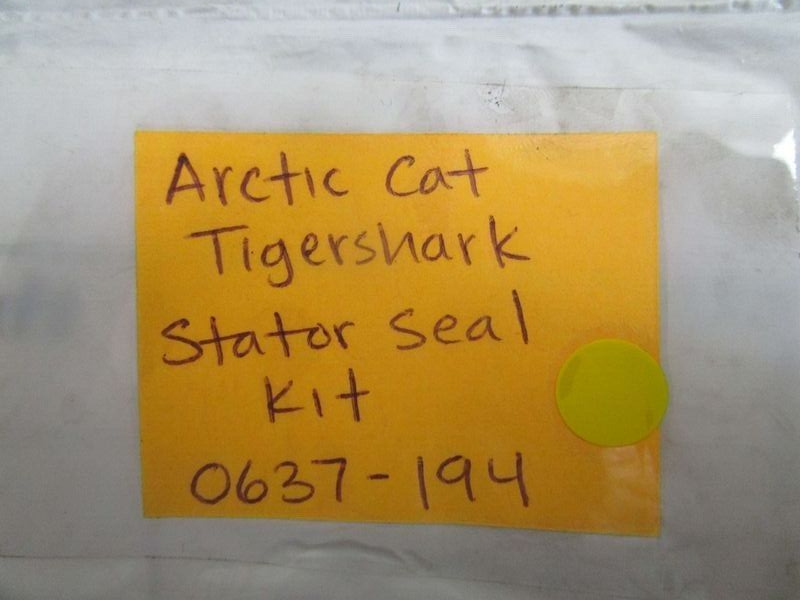 Arctic Cat
Tigershark
Stator Seal
Kit
0637-194